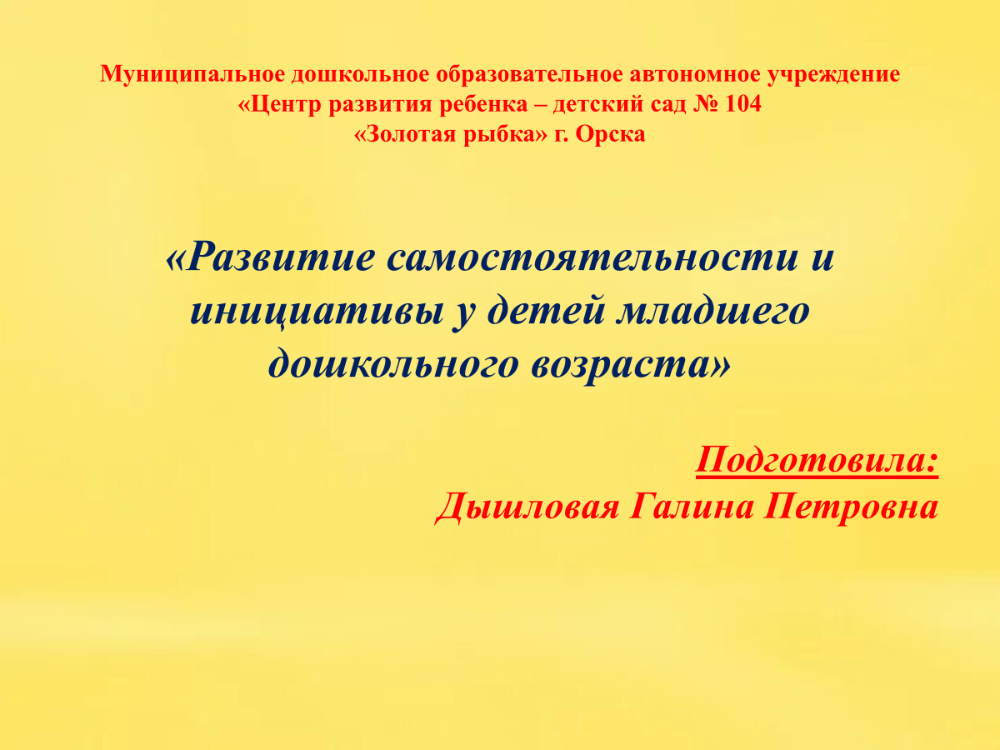 Муниципальное дошкольное образовательное автономное учреждение
«Центр развития ребенка – детский сад № 104
«Золотая рыбка» г. Орска
«Развитие самостоятельности и
инициативы у детей младшего
дошкольного возраста»
Подготовила:
Дышловая Галина Петровна